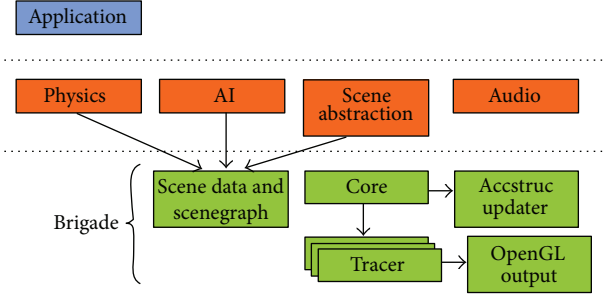 Application
Physics
AI
Scene
abstraction
Audio
Brigade
Scene data and
scenegraph
Core
Accstruc
updater
Tracer
OpenGL
output